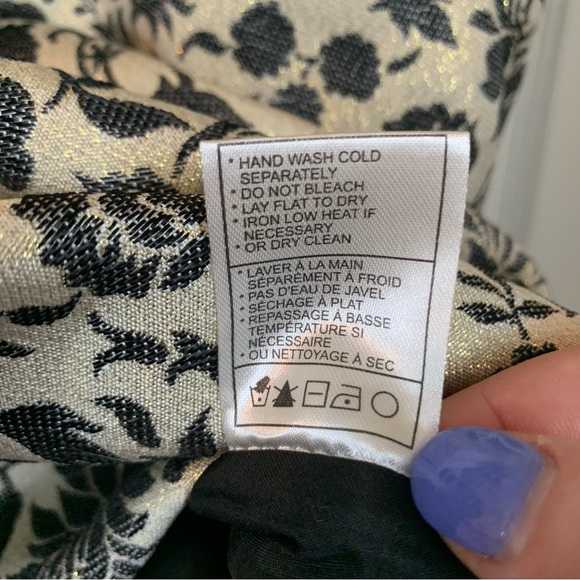 • HAND WASH COLD
SEPARATELY
• DO NOT BLEACH
• LAY FLAT TO DRY
• IRON LOW HEAT IF
NECESSARY
• OR DRY CLEAN
• LAVER À LA MAIN
SÉPARÉMENT À FROID
• PAS D'EAU DE JAVEL
• SÉCHAGE À PLAT
• REPASSAGE À BASSE
TEMPÉRATURE SI
NÉCESSAIRE
• OU NETTOYAGE À SEC